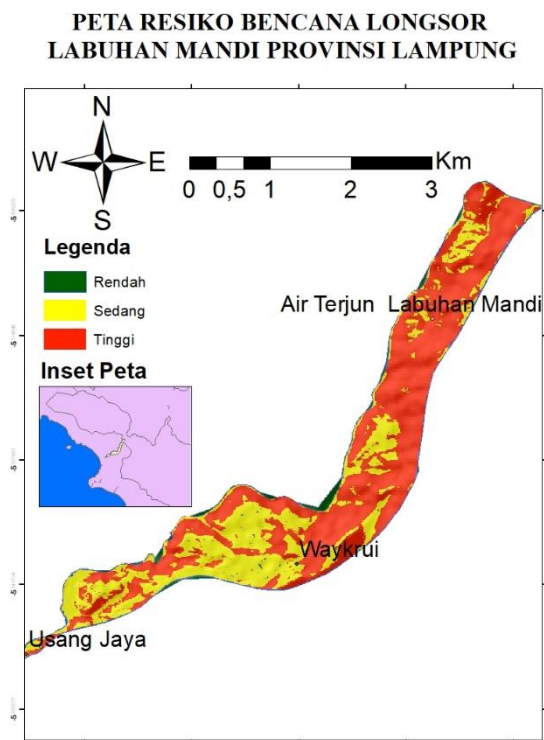 PETA RESIKO BENCANA LONGSOR
LABUHAN MANDI PROVINSI LAMPUNG
N
W E
S
Km
0 0,5 1 2 3
Legenda
Rendah
Sedang
Tinggi
Inset Peta
Air Terjun Labuhan Mandi
Waykrui
Usang Jaya